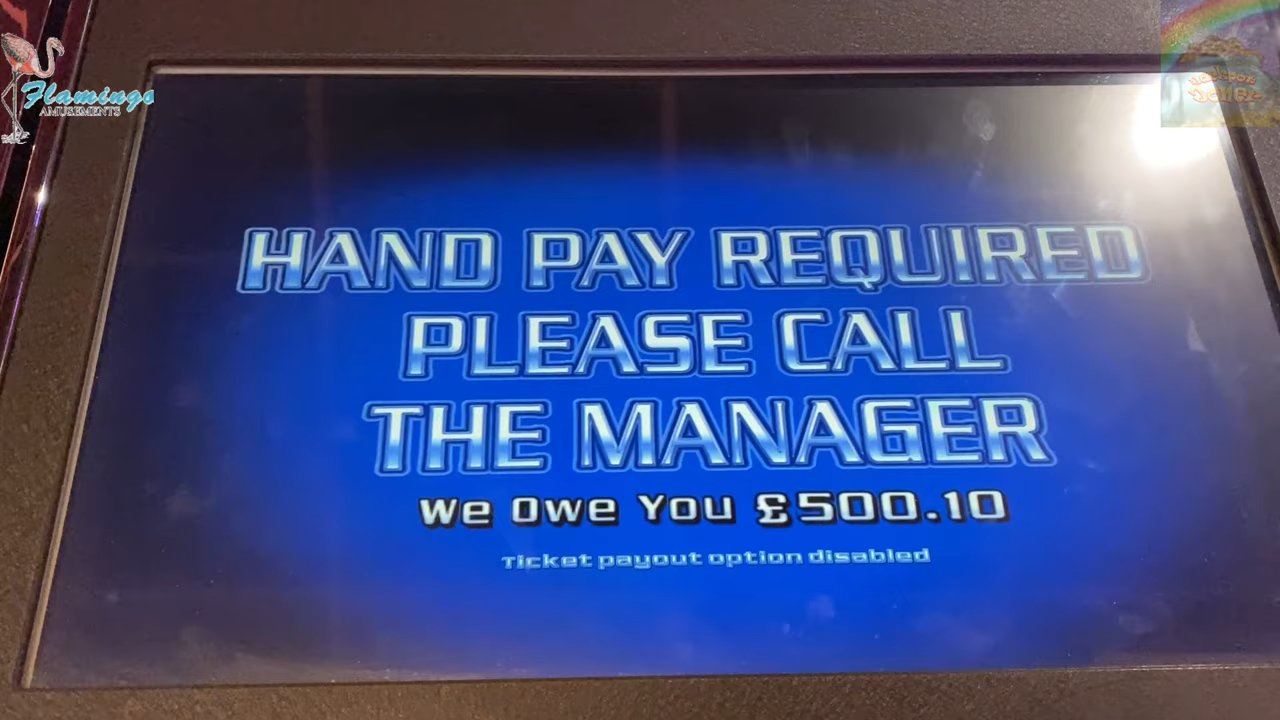 Flamingo
AMUSEMENTS
HAND PAY REQUIRED
PLEASE CALL
THE MANAGER
We Owe You £500.10
Ticket payout option disabled